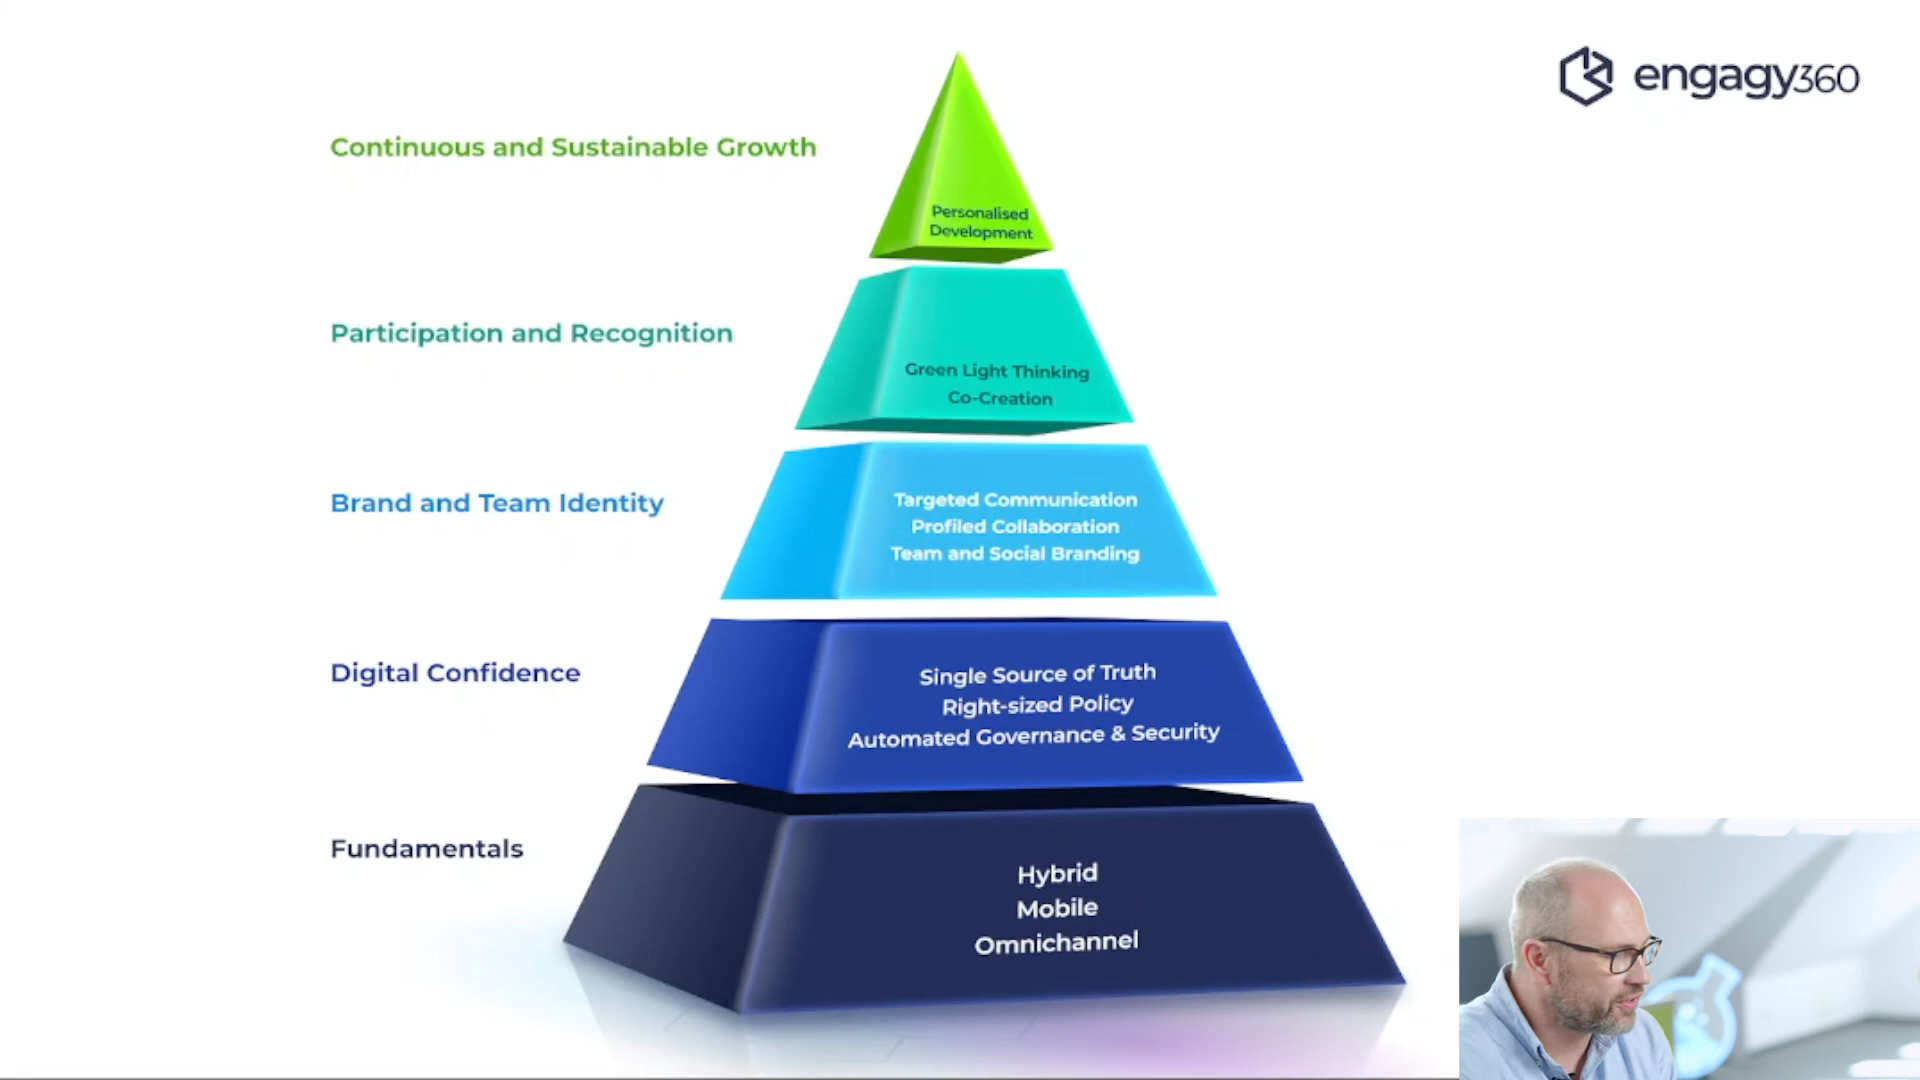 engagy360
Continuous and Sustainable Growth
Personalised
Development
Participation and Recognition
Green Light Thinking
Co-Creation
Brand and Team Identity
Targeted Communication
Profiled Collaboration
Team and Social Branding
Digital Confidence
Single Source of Truth
Right-sized Policy
Automated Governance & Security
Fundamentals
Hybrid
Mobile
Omnichannel